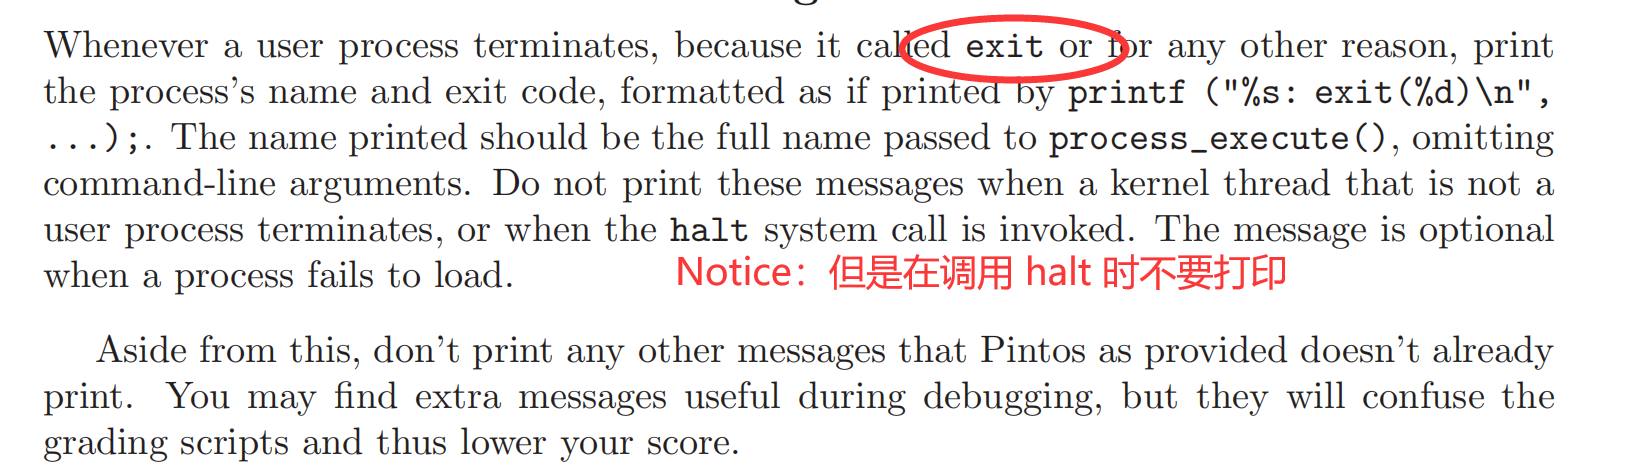 Whenever a user process terminates, because it called exit or for any other reason, print
the process's name and exit code, formatted as if printed by printf ("%s: exit(%d)\n",
...);. The name printed should be the full name passed to process_execute(), omitting
command-line arguments. Do not print these messages when a kernel thread that is not a
user process terminates, or when the halt system call is invoked. The message is optional
when a process fails to load.
Notice：但是在调用 halt 时不要打印
Aside from this, don't print any other messages that Pintos as provided doesn't already
print. You may find extra messages useful during debugging, but they will confuse the
grading scripts and thus lower your score.